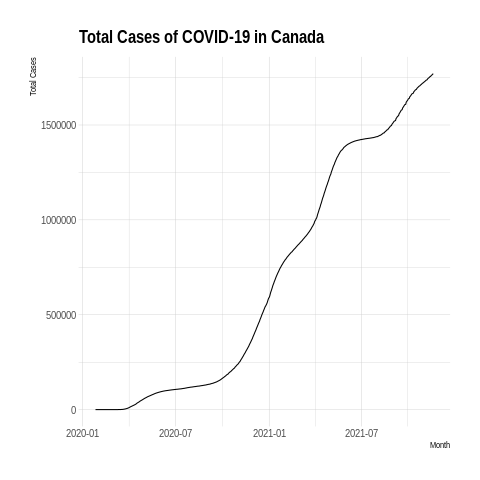 Total Cases of COVID-19 in Canada
Total Cases
1500000
1000000
500000
0
2020-01 2020-07 2021-01 2021-07
Month